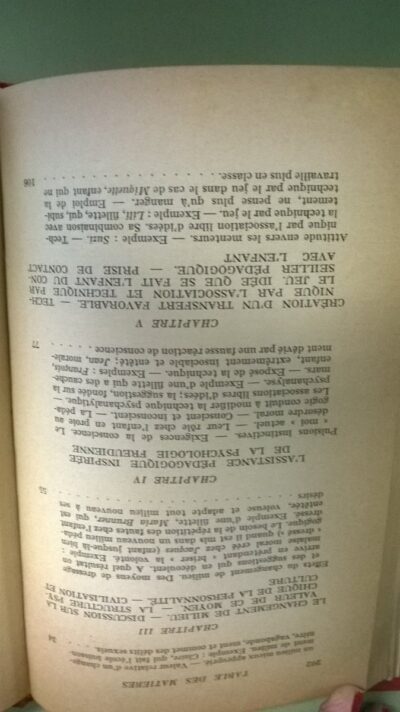 292 TABLE DES MATIÈRES
un milieu mieux approprié. — Valeur relative d'un change-
ment de milieu. Exemple : Claire, qui fait l'école buisson-
nière, vagabonde, ment et commet des délits sexuels. 34
CHAPITRE III
LE CHANGEMENT DE MILIEU. — DISCUSSION SUR LA
VALEUR DE CE MOYEN. — LA STRUCTURE PSY-
CHIQUE DE LA PERSONNALITÉ. — CIVILISATION ET
CULTURE
Effets du changement de milieu. Des moyens de dressage
et des suggestions qui en découlent. A quel résultat on
arrive en prétendant « briser » la volonté. Exemple :
malaise moral créé chez Jacques (enfant jusque-là bien
« dressé ») quand il est mis dans un nouveau milieu péda-
gogique. Le besoin de la répétition des fautes chez l'enfant
dressé. Exemple d'une fillette, Maria Brunner, qui est
entêtée, voleuse et adapte tout milieu nouveau à ses
désirs 55
CHAPITRE IV
L'ASSISTANCE PÉDAGOGIQUE INSPIRÉE
DE LA PSYCHOLOGIE FREUDIENNE
Pulsions instinctives. — Exigences de la conscience. Le
« moi » actuel. — Leur rôle chez l'enfant en proie au
désordre moral. — Conscient et inconscient. — La péda-
gogie conduit à modifier la technique psychanalytique. —
Les associations libres d'idées; la suggestion, fondée sur la
psychanalyse. — Exemple d'une fillette qui a des cauche-
mars. — Exposé de la technique. — Exemples : François,
enfant, extrêmement insociable et entêté; Jean, morale-
ment dévié par une fausse réaction de conscience 77
CHAPITRE V
CRÉATION D'UN TRANSFERT FAVORABLE. — TECH-
NIQUE PAR L'ASSOCIATION ET TECHNIQUE PAR
LE JEU. IDÉE QUE SE FAIT L'ENFANT DU CON-
SEILLER PÉDAGOGIQUE. — PRISE DE CONTACT
AVEC L'ENFANT
Attitude envers les menteurs. — Exemple : Suzi. — Tech-
nique par l'association libre d'idées. Sa combinaison avec
la technique par le jeu. — Exemple : Lili, fillette, qui, subi-
tement, ne pense plus qu'à manger. — Emploi de la
technique par le jeu dans le cas de Miquette, enfant qui ne
travaille plus en classe. 106